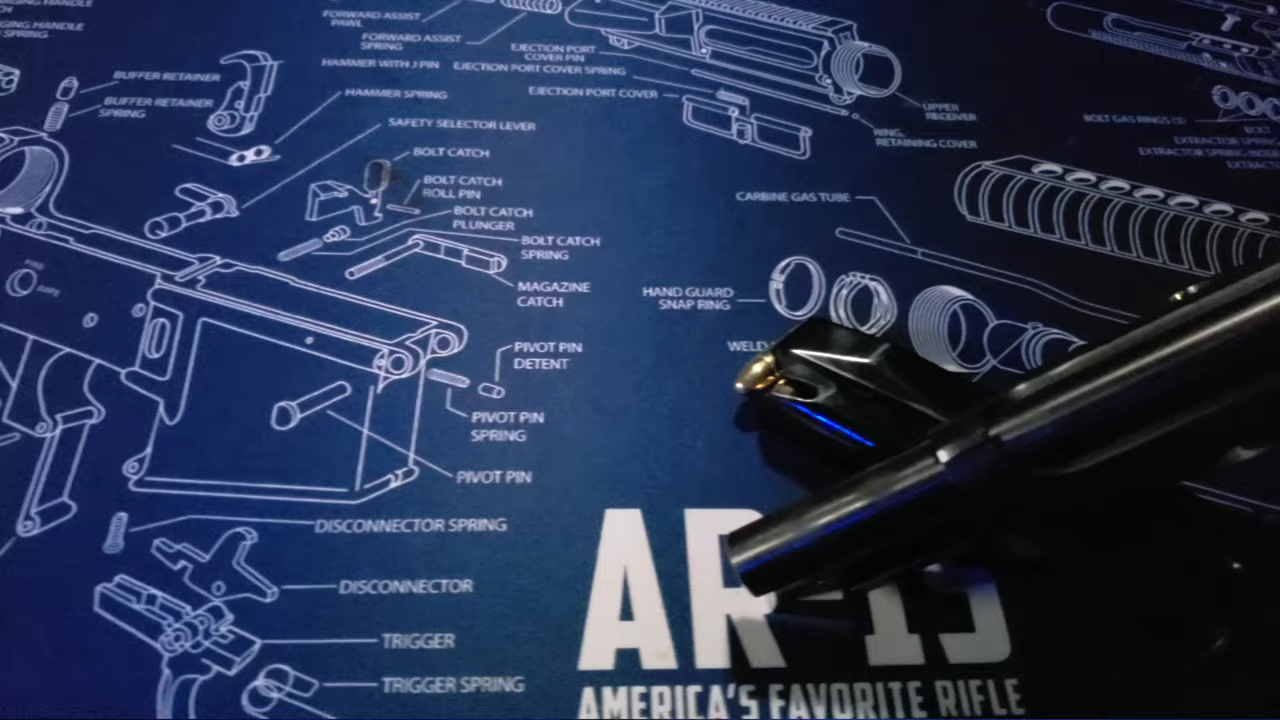 FORWARD ASSIST
PAWL
FORWARD ASSIST
SPRING
HAMMER WITH J PIN
EJECTION PORT
COVER PIN
EJECTION PORT COVER SPRING
EJECTION PORT COVER
UPPER
RECEIVER
RING,
RETAINING COVER
BUFFER RETAINER
BUFFER RETAINER
SPRING
HAMMER SPRING
SAFETY SELECTOR LEVER
BOLT CATCH
BOLT CATCH
ROLL PIN
BOLT CATCH
PLUNGER
BOLT CATCH
SPRING
MAGAZINE
CATCH
BOLT GAS RINGS (3)
BOLT
CARBINE GAS TUBE
HAND GUARD
SNAP RING
WELD
PIVOT PIN
DETENT
PIVOT PIN
SPRING
PIVOT PIN
DISCONNECTOR SPRING
DISCONNECTOR
TRIGGER
TRIGGER SPRING
AR-15
AMERICA'S FAVORITE RIFLE